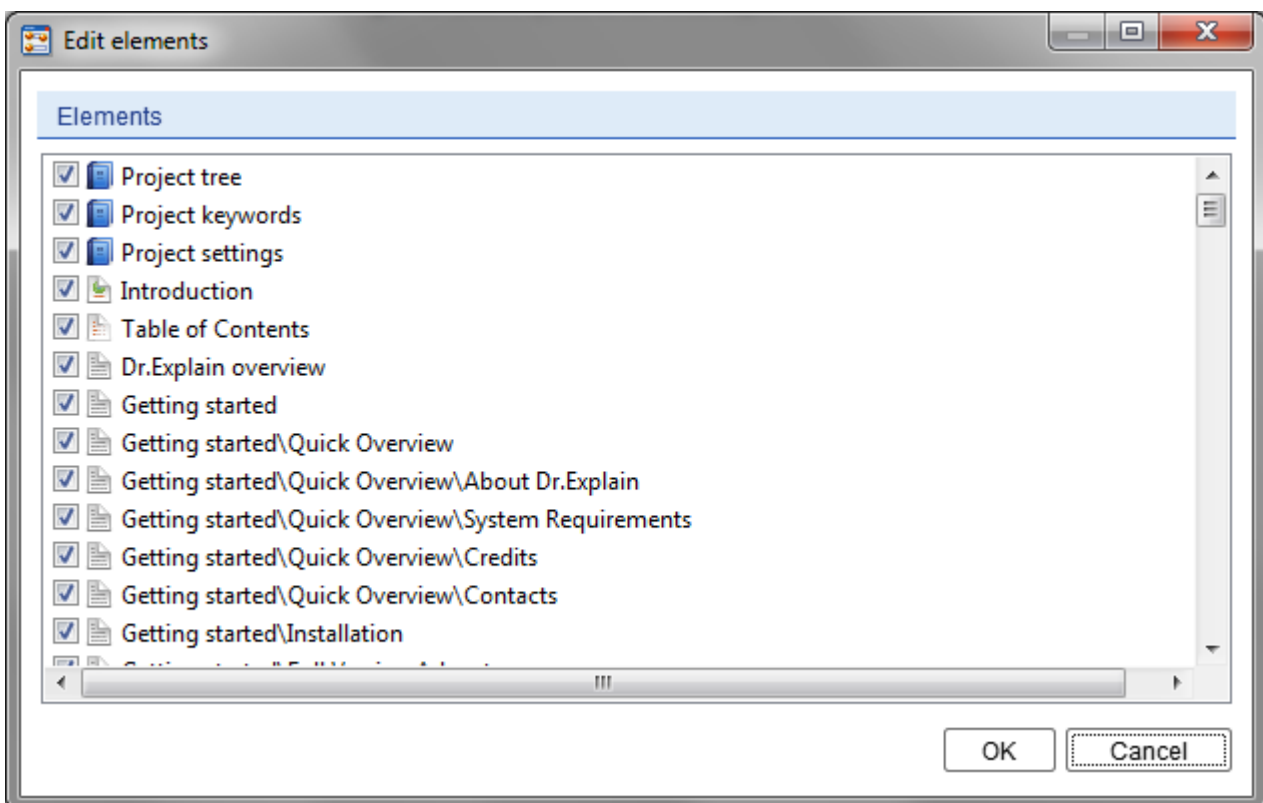 Edit elements
Elements
Project tree
Project keywords
Project settings
Introduction
Table of Contents
Dr.Explain overview
Getting started
Getting started\Quick Overview
Getting started\Quick Overview\About Dr.Explain
Getting started\Quick Overview\System Requirements
Getting started\Quick Overview\Credits
Getting started\Quick Overview\Contacts
Getting started\Installation
OK
Cancel